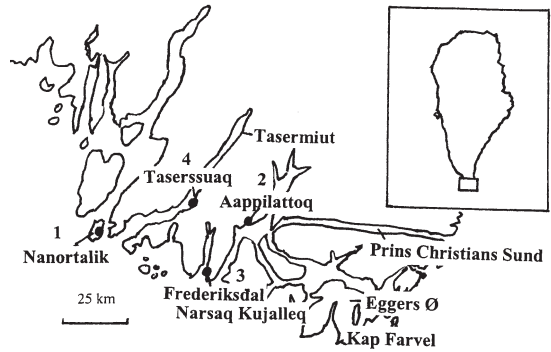 Tasermiut
4
Taserssuaq
2
Aappilattoq
1
Nanortalik
Prins Christians Sund
3
25 km
Frederiksdal
Narsaq Kujalleq
Eggers Ø
Kap Farvel